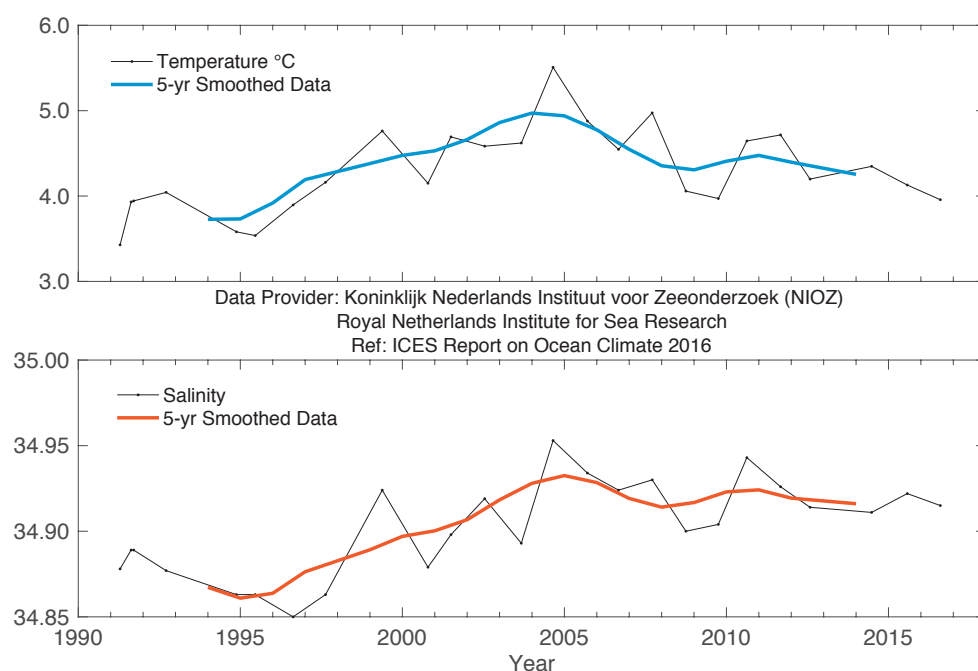 6.0
Temperature °C
5-yr Smoothed Data
5.0
4.0
3.0
Data Provider: Koninklijk Nederlands Instituut voor Zeeonderzoek (NIOZ)
Royal Netherlands Institute for Sea Research
Ref: ICES Report on Ocean Climate 2016
35.00
Salinity
5-yr Smoothed Data
34.95
34.90
34.85
1990 1995 2000 2005 2010 2015
Year